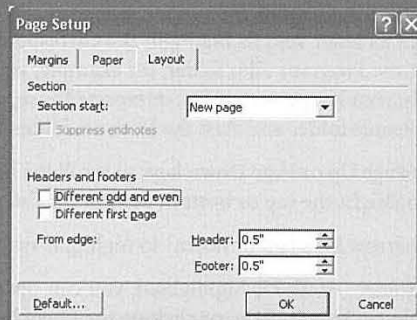 Page Setup
Margins
Paper
Layout
Section
Section start: New page
Suppress endnotes
Headers and footers
Different odd and even
Different first page
From edge: Header: 0.5"
Footer: 0.5"
Default... OK Cancel